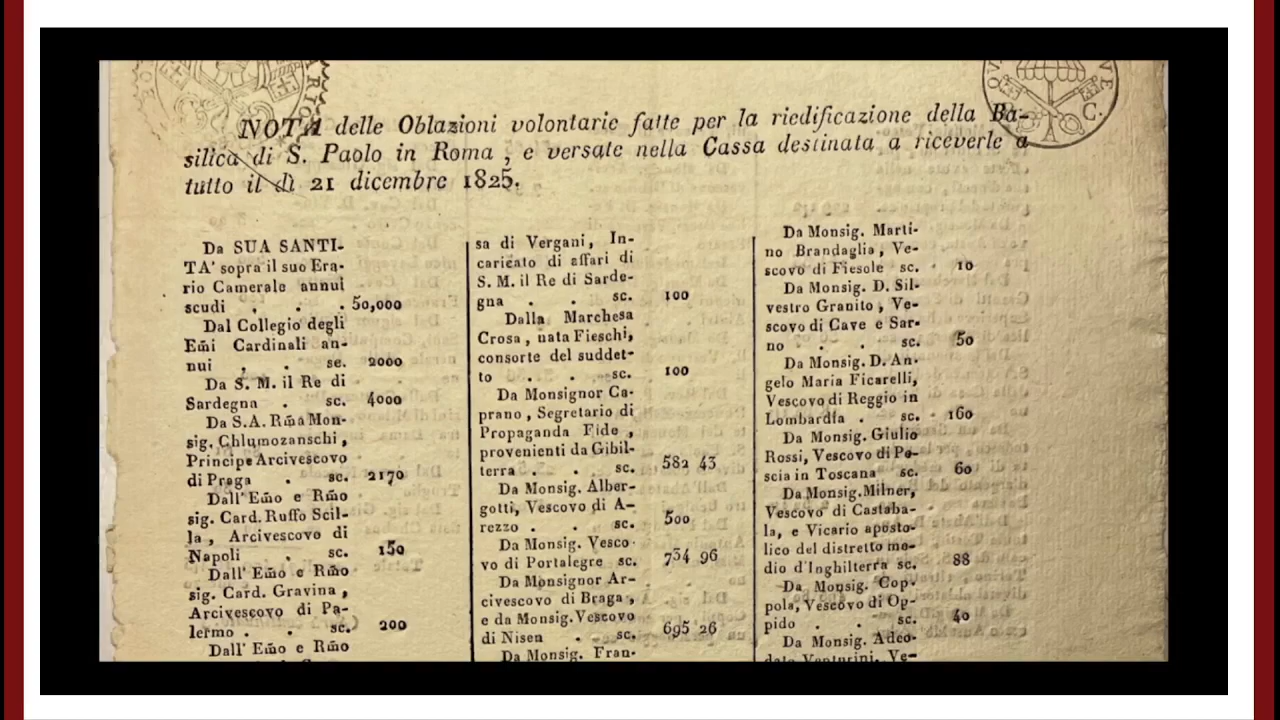 NOTA delle Oblazioni volontarie fatte per la riedificazione della Ba-
silica di S. Paolo in Roma , e versate nella Cassa destinata a riceverle a
tutto il dì 21 dicembre 1825.
Da SUA SANTI-
TA' sopra il suo Era-
rio Camerale annui
scudi . . . 50,000
Dal Collegio degli
Emi Cardinali an-
nui . . se. 2000
Da S. M. il Re di
Sardegna . sc. 4000
Da S.A. Rma Mon-
sig. Chlumozanschi ,
Principe Arcivescovo
di Praga . sc. 2170
Dall' Emo e Rmo
sig. Card. Ruffo Scil-
la , Arcivescovo di
Napoli . sc. 150
Dall' Emo e Rmo
sig. Card. Gravina ,
Arcivescovo di Pa-
lermo . . sc. 200
Dall' Emo e Rmo
sa di Vergani, In-
caricato di affari di
S. M. il Re di Sarde-
gna . . sc. 100
Dalla Marchesa
Crosa , nata Fieschi,
consorte del suddet-
to . . sc. 100
Da Monsignor Ca-
prano , Segretario di
Propaganda Fide ,
provenienti da Gibil-
terra . . sc. 582 43
Da Monsig. Alber-
gotti, Vescovo di A-
rezzo . . sc. 500
Da Monsig. Vesco-
vo di Portalegre sc. 734 96
Da Monsignor Ar-
civescovo di Braga ,
e da Monsig. Vescovo
di Nisen . sc. 695 26
Da Monsig. Fran-
Da Monsig. Marti-
no Brandaglia, Ve-
scovo di Fiesole sc. 10
Da Monsig. D. Sil-
vestro Granito , Ve-
scovo di Cave e Sar-
no . . sc. 50
Da Monsig. D. An-
gelo Maria Ficarelli,
Vescovo di Reggio in
Lombardia . sc. 160
Da Monsig. Giulio
Rossi, Vescovo di Pe-
scia in Toscana sc. 60
Da Monsig. Milner,
Vescovo di Castaba-
la, e Vicario aposto-
lico del distretto me-
dio d'Inghilterra sc. 88
Da Monsig. Cop-
pola, Vescovo di Op-
pido . . sc. 40
Da Monsig. Adeo-
dato Venturini, Ve-